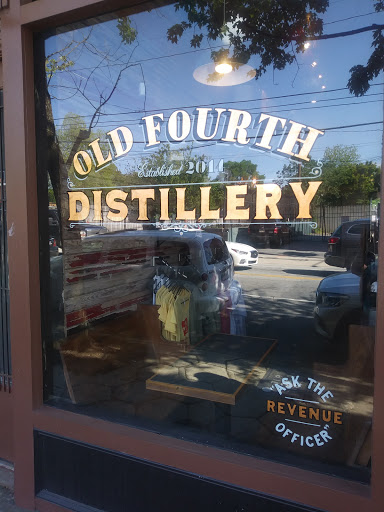 OLD FOURTH
Established 2014
DISTILLERY
"ASK THE
REVENUE
OFFICER"